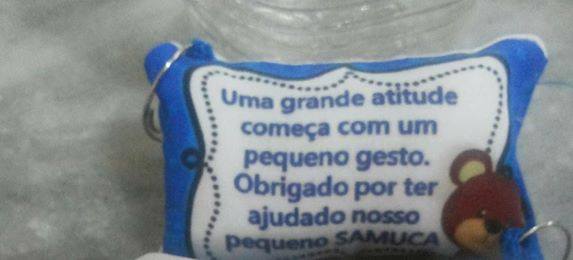 Uma grande atitude
começa com um
pequeno gesto.
Obrigado por ter
ajudado nosso
pequeno SAMUCA